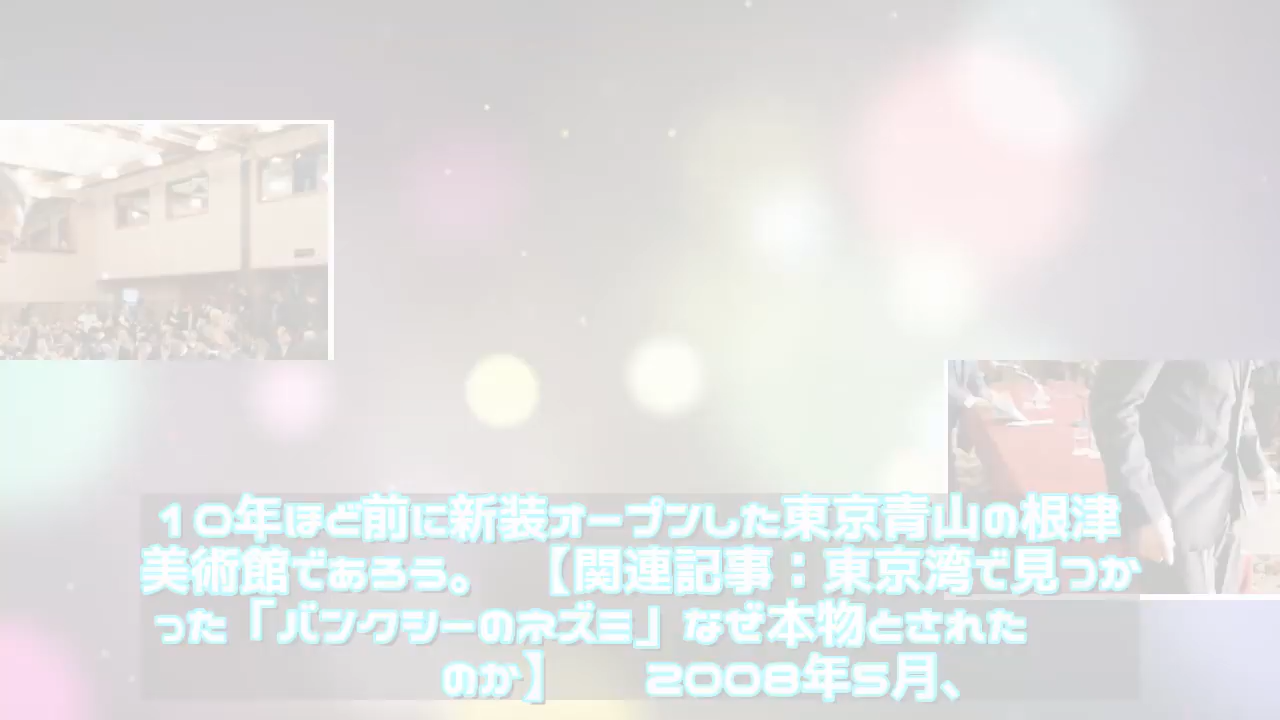 １０年ほど前に新装オープンした東京青山の根津
美術館であろう。　【関連記事：東京湾で見つか
った「バンクシーのネズミ」なぜ本物とされた
のか】　　２００８年５月、